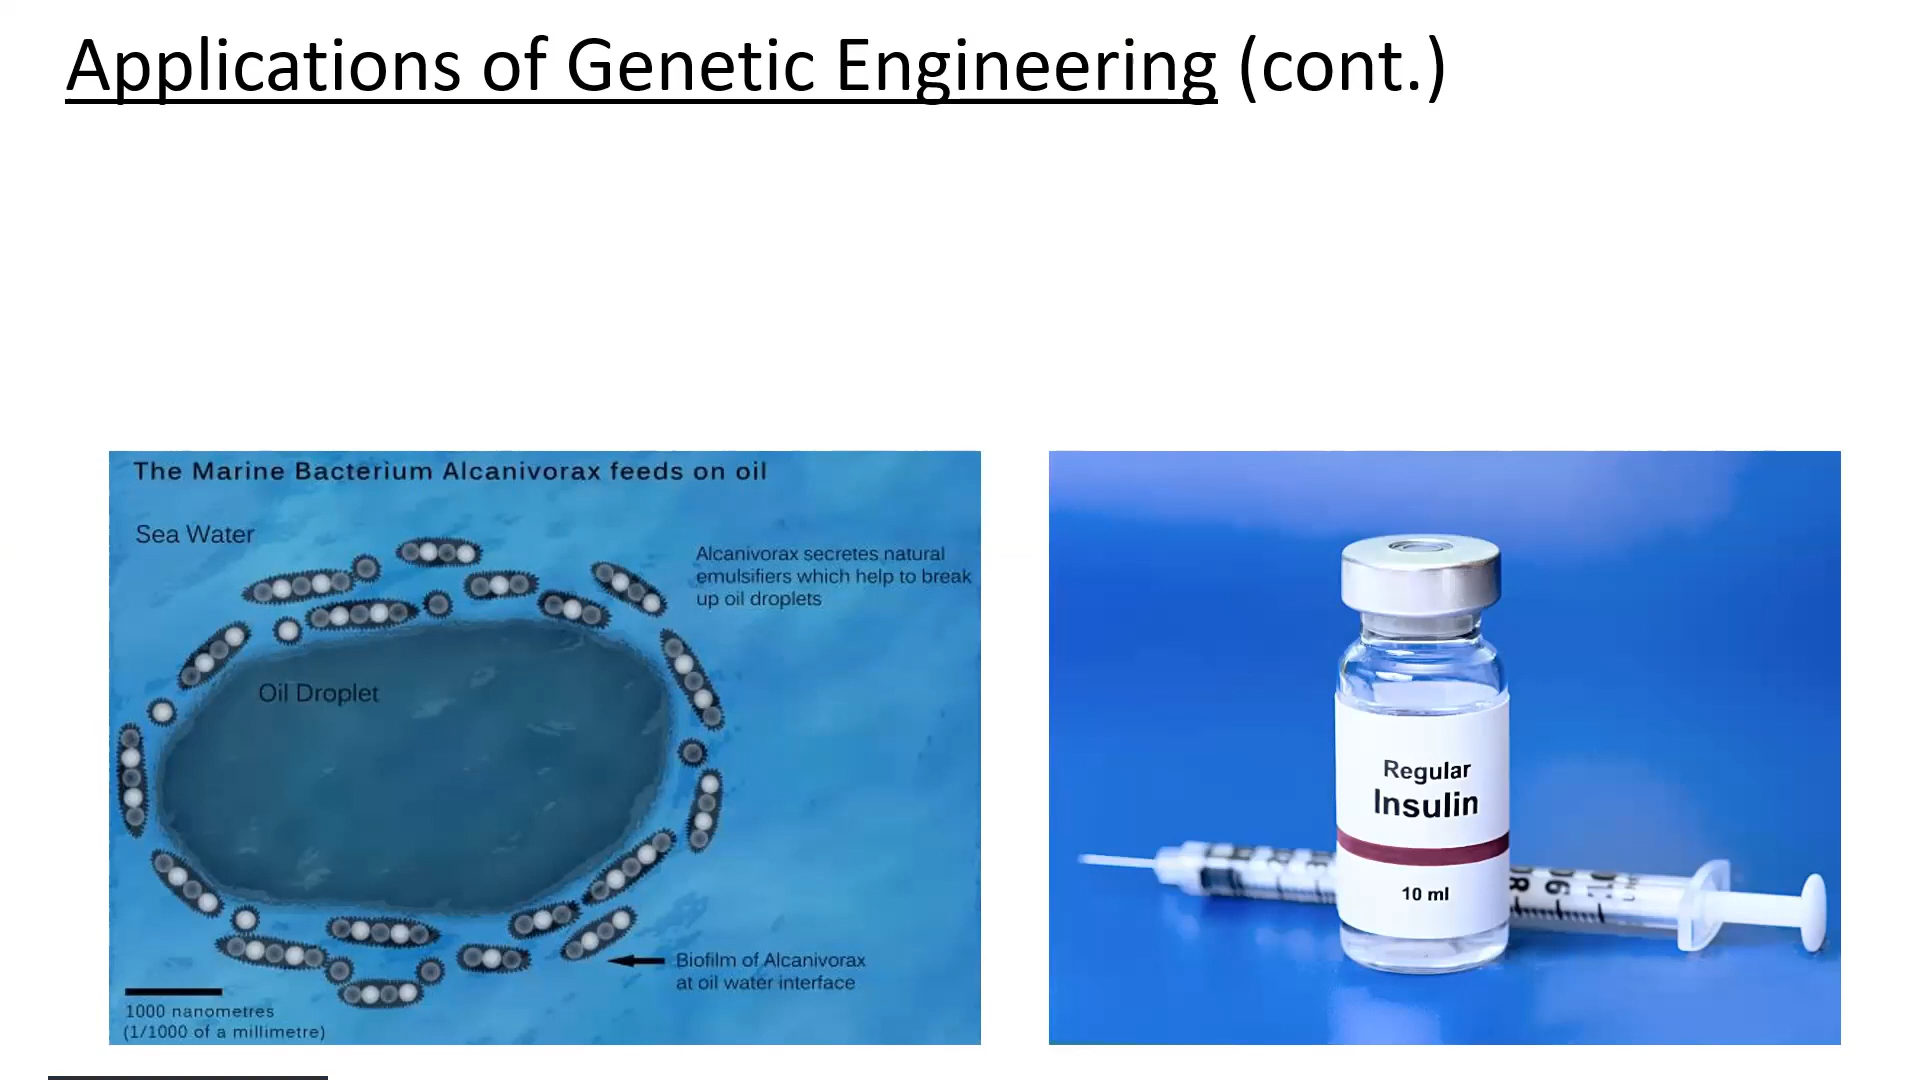 Applications of Genetic Engineering (cont.)
The Marine Bacterium Alcanivorax feeds on oil
Sea Water
Alcanivorax secretes natural
emulsifiers which help to break
up oil droplets
Oil Droplet
Biofilm of Alcanivorax
at oil water interface
1000 nanometres
(1/1000 of a millimetre)
Regular
Insulin
10 ml